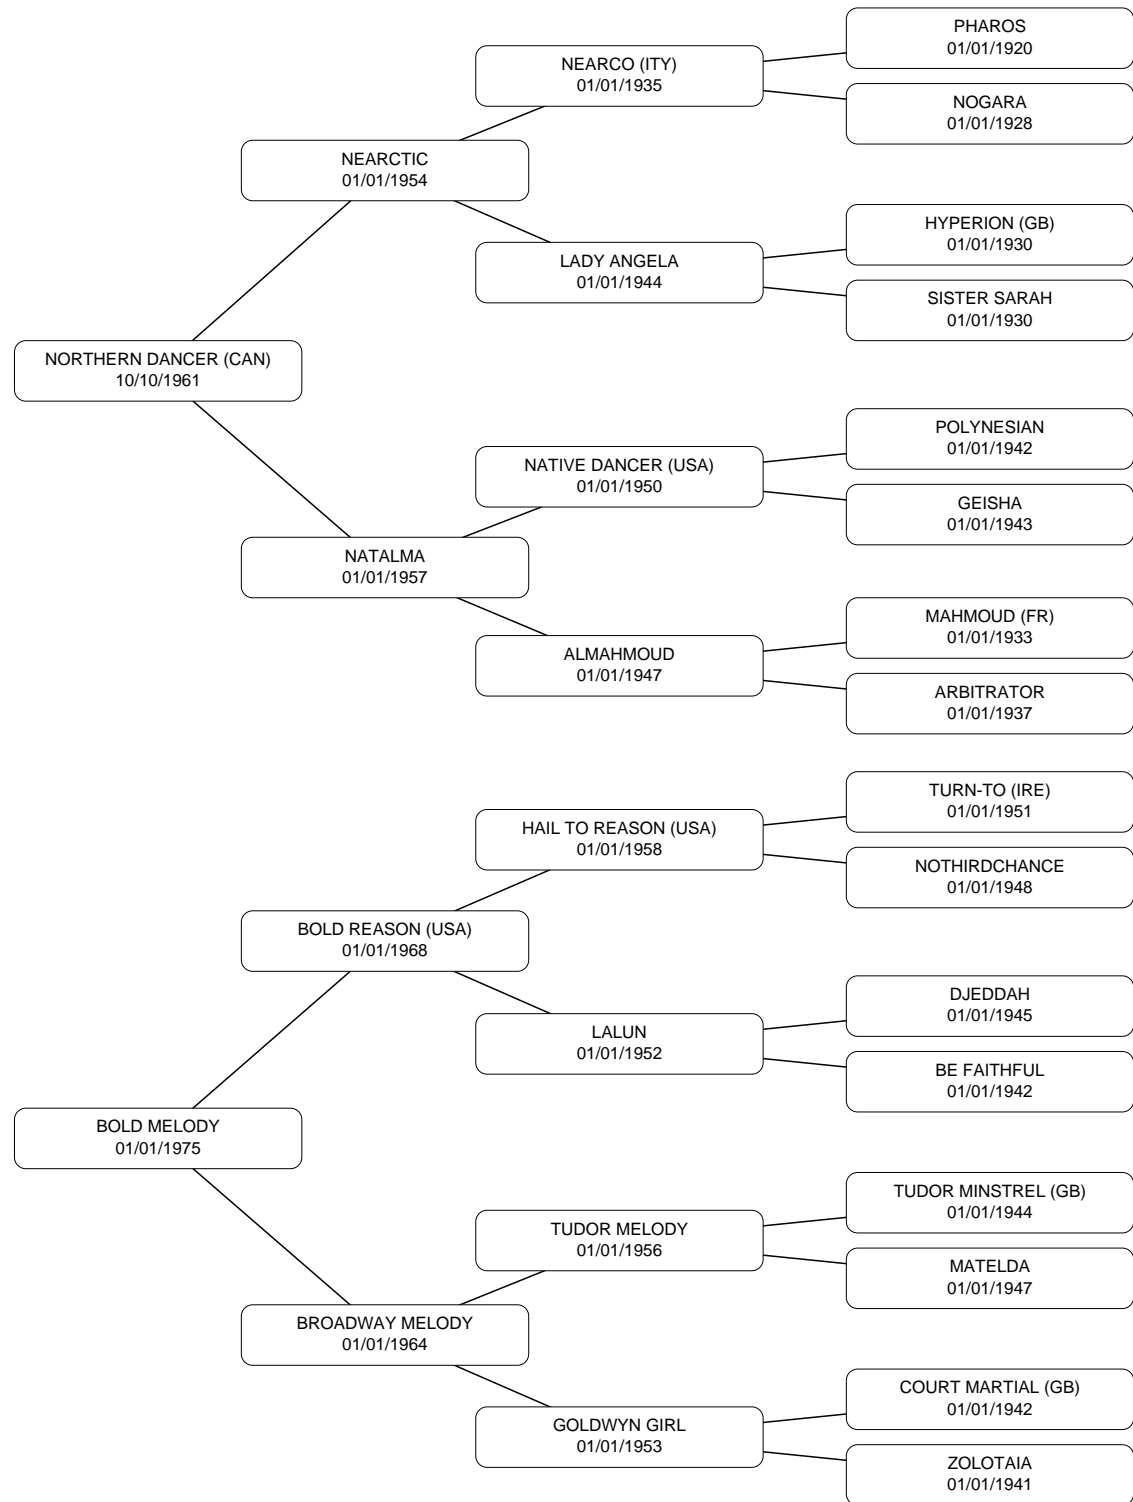 PHAROS
01/01/1920
NEARCO (ITY)
01/01/1935
NOGARA
01/01/1928
NEARCTIC
01/01/1954
HYPERION (GB)
01/01/1930
LADY ANGELA
01/01/1944
SISTER SARAH
01/01/1930
NORTHERN DANCER (CAN)
10/10/1961
POLYNESIAN
01/01/1942
NATIVE DANCER (USA)
01/01/1950
GEISHA
01/01/1943
NATALMA
01/01/1957
MAHMOUD (FR)
01/01/1933
ALMAHMOUD
01/01/1947
ARBITRATOR
01/01/1937
TURN-TO (IRE)
01/01/1951
HAIL TO REASON (USA)
01/01/1958
NOTHIRDCHANCE
01/01/1948
BOLD REASON (USA)
01/01/1968
DJEDDAH
01/01/1945
LALUN
01/01/1952
BE FAITHFUL
01/01/1942
BOLD MELODY
01/01/1975
TUDOR MINSTREL (GB)
01/01/1944
TUDOR MELODY
01/01/1956
MATELDA
01/01/1947
BROADWAY MELODY
01/01/1964
COURT MARTIAL (GB)
01/01/1942
GOLDWYN GIRL
01/01/1953
ZOLOTAIA
01/01/1941